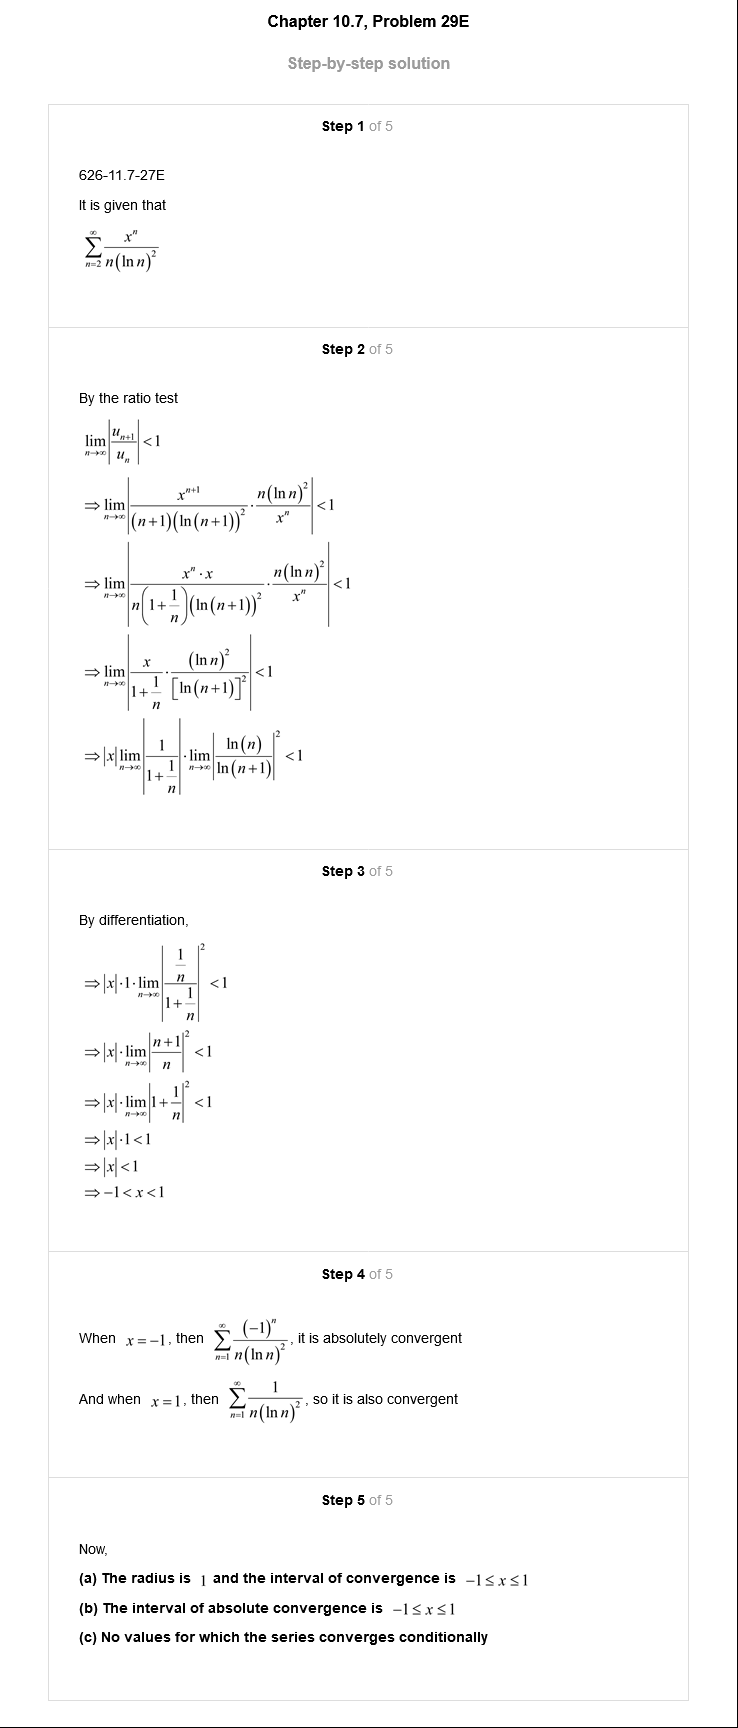 Chapter 10.7, Problem 29E
Step-by-step solution
Step 1 of 5
626-11.7-27E
It is given that
\sum_{n=2}^{\infty} \frac{x^n}{n(\ln n)^2}
Step 2 of 5
By the ratio test
\lim_{n\to\infty} \left|\frac{u_{n+1}}{u_n}\right| < 1
\Rightarrow \lim_{n\to\infty} \left|\frac{x^{n+1}}{(n+1)(\ln(n+1))^2} \cdot \frac{n(\ln n)^2}{x^n}\right| < 1
\Rightarrow \lim_{n\to\infty} \left|\frac{x^n \cdot x}{n\left(1+\frac{1}{n}\right)(\ln(n+1))^2} \cdot \frac{n(\ln n)^2}{x^n}\right| < 1
\Rightarrow \lim_{n\to\infty} \left|\frac{x}{1+\frac{1}{n}} \cdot \frac{(\ln n)^2}{[\ln(n+1)]^2}\right| < 1
\Rightarrow |x| \lim_{n\to\infty} \left|\frac{1}{1+\frac{1}{n}}\right| \cdot \lim_{n\to\infty} \left|\frac{\ln(n)}{\ln(n+1)}\right|^2 < 1
Step 3 of 5
By differentiation,
\Rightarrow |x| \cdot 1 \cdot \lim_{n\to\infty} \left|\frac{\frac{1}{n}}{1+\frac{1}{n}}\right|^2 < 1
\Rightarrow |x| \cdot \lim_{n\to\infty} \left|\frac{n+1}{n}\right|^2 < 1
\Rightarrow |x| \cdot \lim_{n\to\infty} \left|1+\frac{1}{n}\right|^2 < 1
\Rightarrow |x| \cdot 1 < 1
\Rightarrow |x| < 1
\Rightarrow -1 < x < 1
Step 4 of 5
When x = -1, then \sum_{n=1}^{\infty} \frac{(-1)^n}{n(\ln n)^2}, it is absolutely convergent
And when x = 1, then \sum_{n=1}^{\infty} \frac{1}{n(\ln n)^2}, so it is also convergent
Step 5 of 5
Now,
(a) The radius is 1 and the interval of convergence is -1 \le x \le 1
(b) The interval of absolute convergence is -1 \le x \le 1
(c) No values for which the series converges conditionally